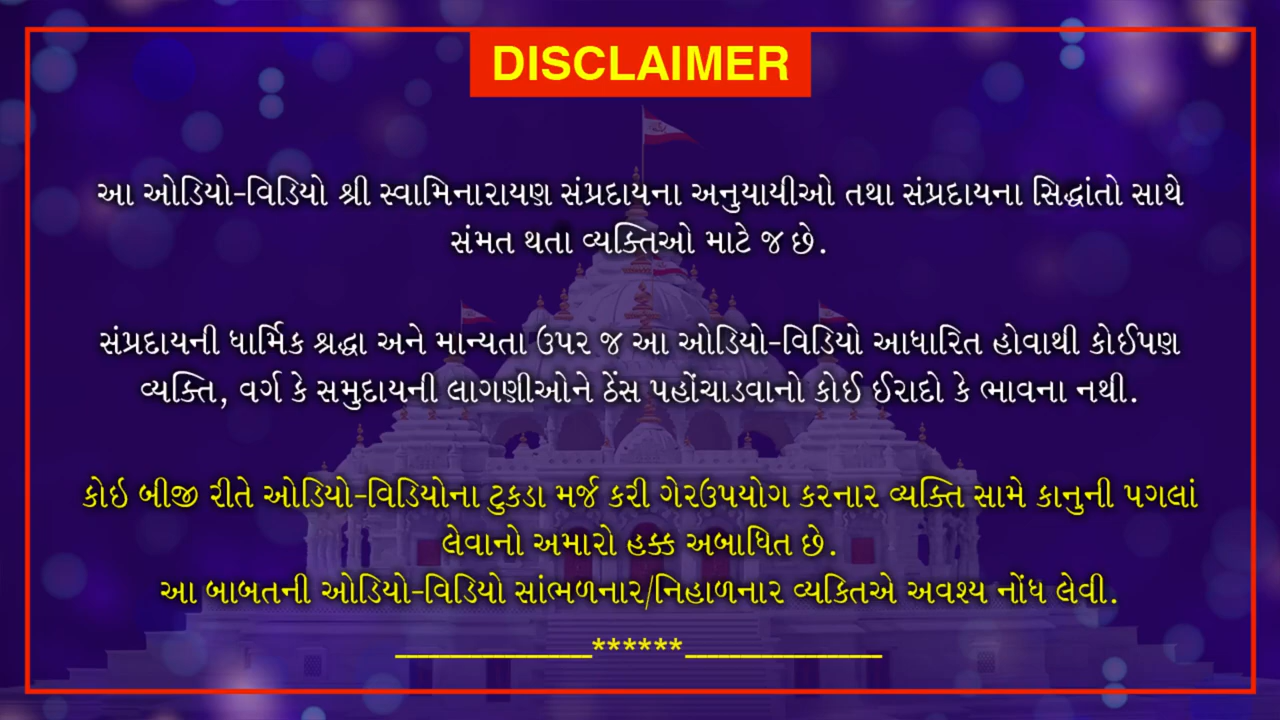 DISCLAIMER
આ ઓડિયો-વિડિયો શ્રી સ્વામિનારાયણ સંપ્રદાયના અનુયાયીઓ તથા સંપ્રદાયના સિદ્ધાંતો સાથે
સંમત થતા વ્યક્તિઓ માટે જ છે.
સંપ્રદાયની ધાર્મિક શ્રદ્ધા અને માન્યતા ઉપર જ આ ઓડિયો-વિડિયો આધારિત હોવાથી કોઈપણ
વ્યક્તિ, વર્ગ કે સમુદાયની લાગણીઓને ઠેંસ પહોંચાડવાનો કોઈ ઈરાદો કે ભાવના નથી.
કોઇ બીજી રીતે ઓડિયો-વિડિયોના ટુકડા મર્જ કરી ગેરઉપયોગ કરનાર વ્યક્તિ સામે કાનુની પગલાં
લેવાનો અમારો હક્ક અબાધિત છે.
આ બાબતની ઓડિયો-વિડિયો સાંભળનાર/નિહાળનાર વ્યકિતએ અવશ્ય નોંધ લેવી.
_______________******_______________